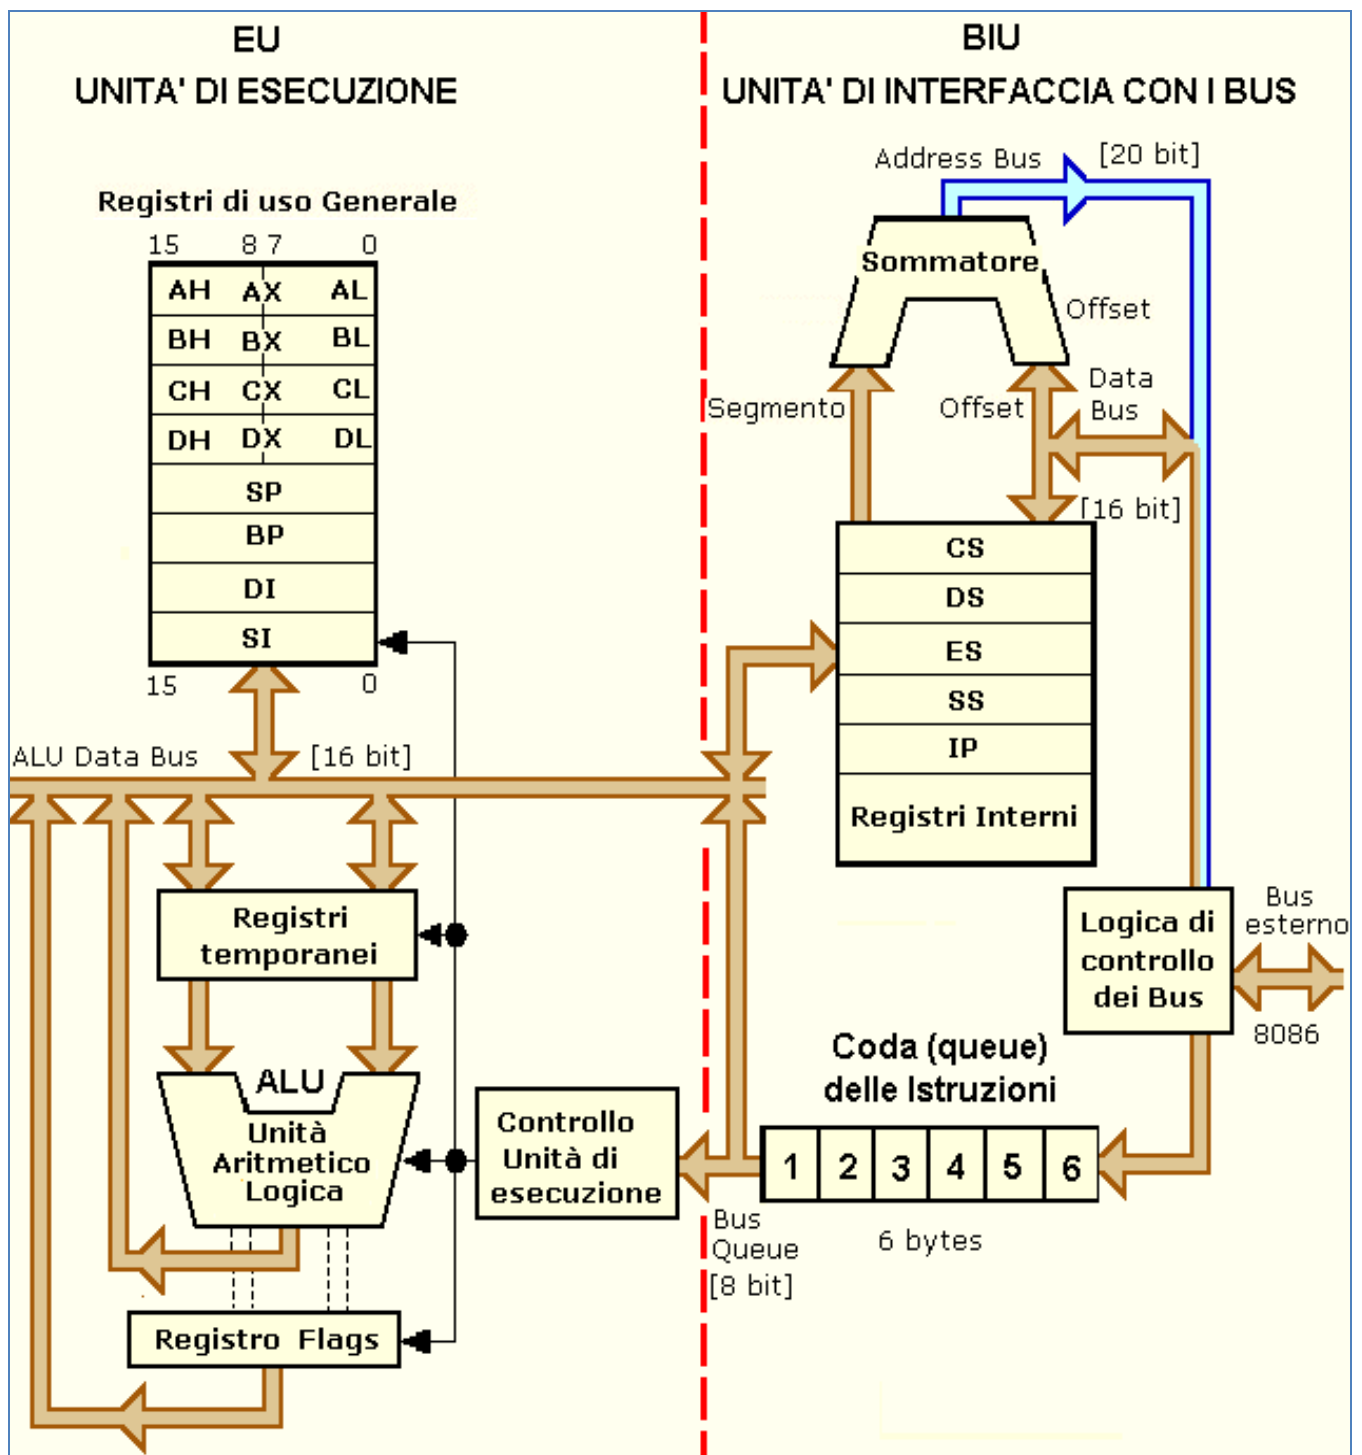 EU
UNITA' DI ESECUZIONE
Registri di uso Generale
15 8 7 0
AH AX AL
BH BX BL
CH CX CL
DH DX DL
SP
BP
DI
SI
15 0
ALU Data Bus [16 bit]
Registri
temporanei
ALU
Unità
Aritmetico
Logica
Registro Flags
Controllo
Unità di
esecuzione
BIU
UNITA' DI INTERFACCIA CON I BUS
Address Bus [20 bit]
Sommatore
Offset
Segmento
Offset
Data
Bus
[16 bit]
CS
DS
ES
SS
IP
Registri Interni
Logica di
controllo
dei Bus
Bus
esterno
8086
Coda (queue)
delle Istruzioni
1 2 3 4 5 6
6 bytes
Bus
Queue
[8 bit]